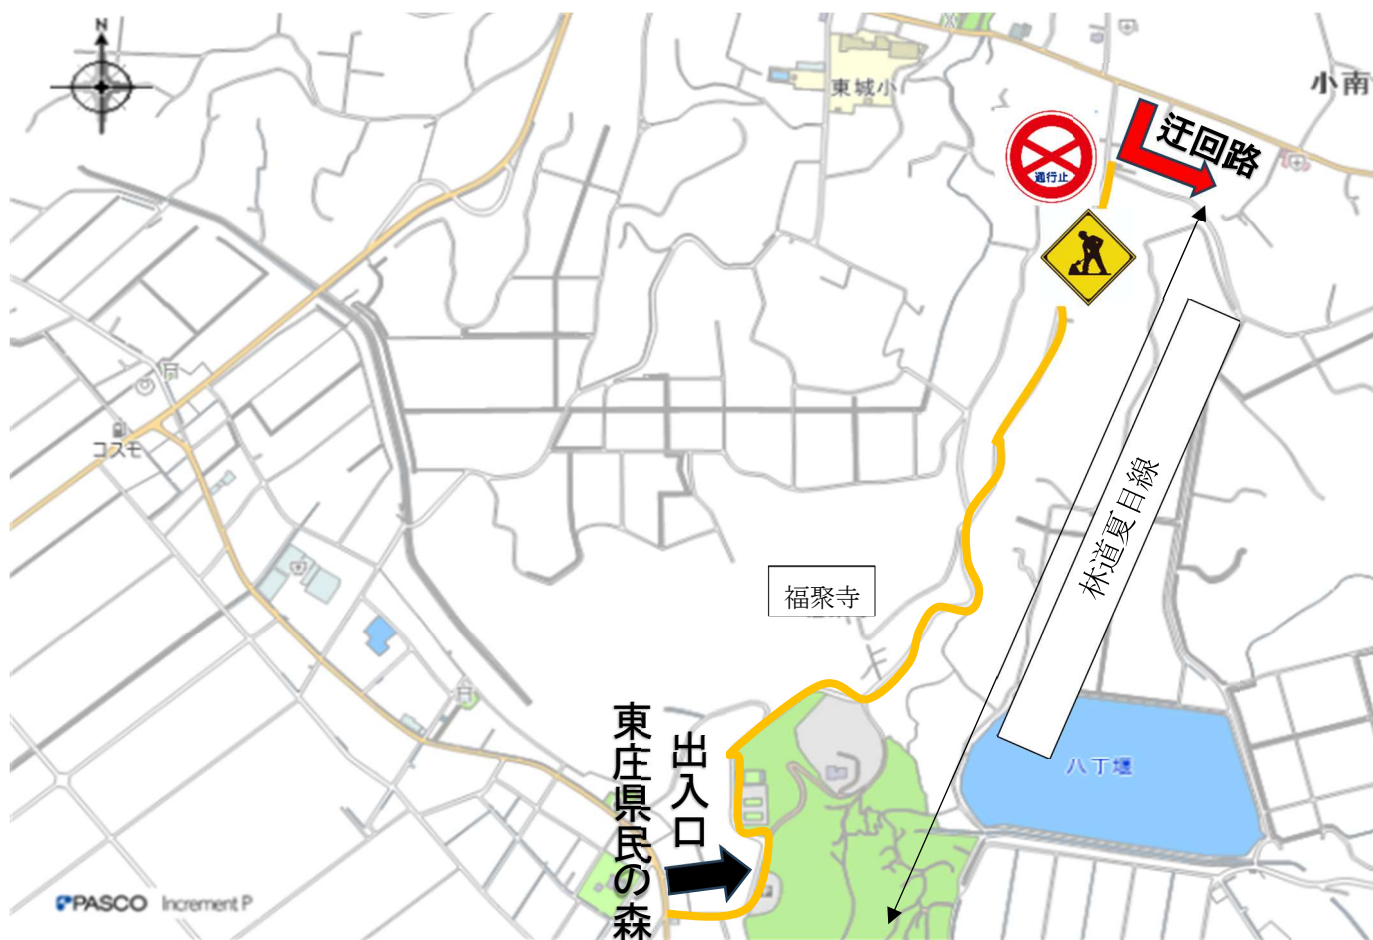 N
東城小
小南
迂回路
通行止
コスモ
林道夏目線
福聚寺
八丁堰
出入口
東庄県民の森
PASCO Increment P